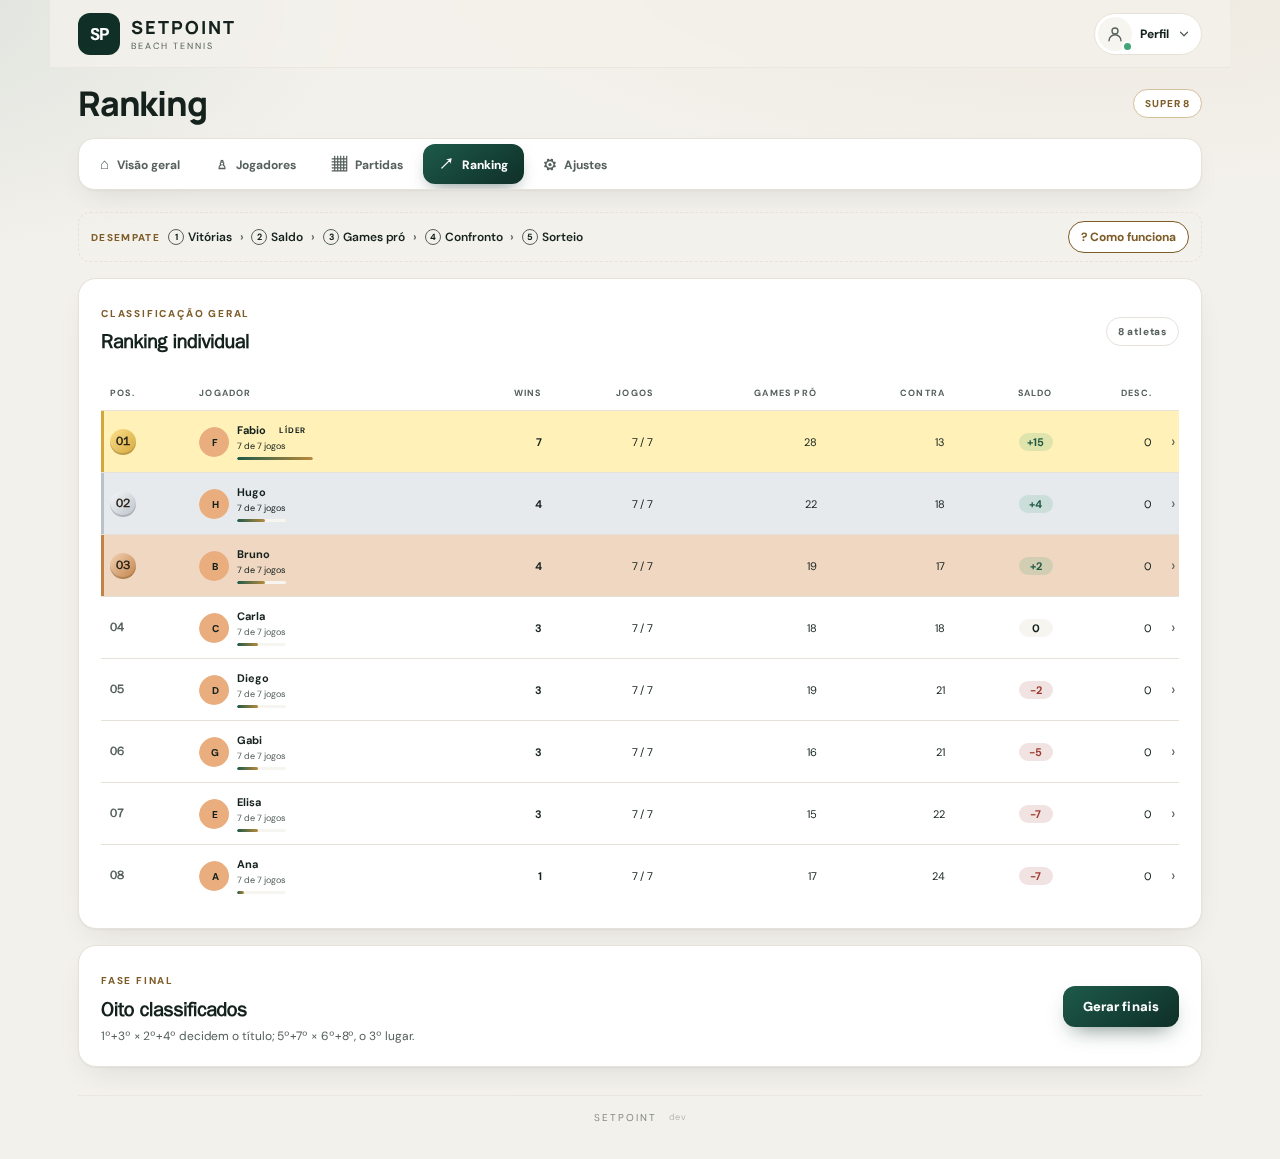 SP SETPOINT
BEACH TENNIS
Perfil
Ranking
SUPER 8
Visão geral Jogadores Partidas Ranking Ajustes
DESEMPATE 1 Vitórias › 2 Saldo › 3 Games pró › 4 Confronto › 5 Sorteio
? Como funciona
CLASSIFICAÇÃO GERAL
Ranking individual
8 atletas
POS. JOGADOR WINS JOGOS GAMES PRÓ CONTRA SALDO DESC.
01 F Fabio LÍDER 7 7 / 7 28 13 +15 0 ›
7 de 7 jogos
02 H Hugo 4 7 / 7 22 18 +4 0 ›
7 de 7 jogos
03 B Bruno 4 7 / 7 19 17 +2 0 ›
7 de 7 jogos
04 C Carla 3 7 / 7 18 18 0 0 ›
7 de 7 jogos
05 D Diego 3 7 / 7 19 21 −2 0 ›
7 de 7 jogos
06 G Gabi 3 7 / 7 16 21 −5 0 ›
7 de 7 jogos
07 E Elisa 3 7 / 7 15 22 −7 0 ›
7 de 7 jogos
08 A Ana 1 7 / 7 17 24 −7 0 ›
7 de 7 jogos
FASE FINAL
Oito classificados
1º+3º × 2º+4º decidem o título; 5º+7º × 6º+8º, o 3º lugar.
Gerar finais
SETPOINT dev